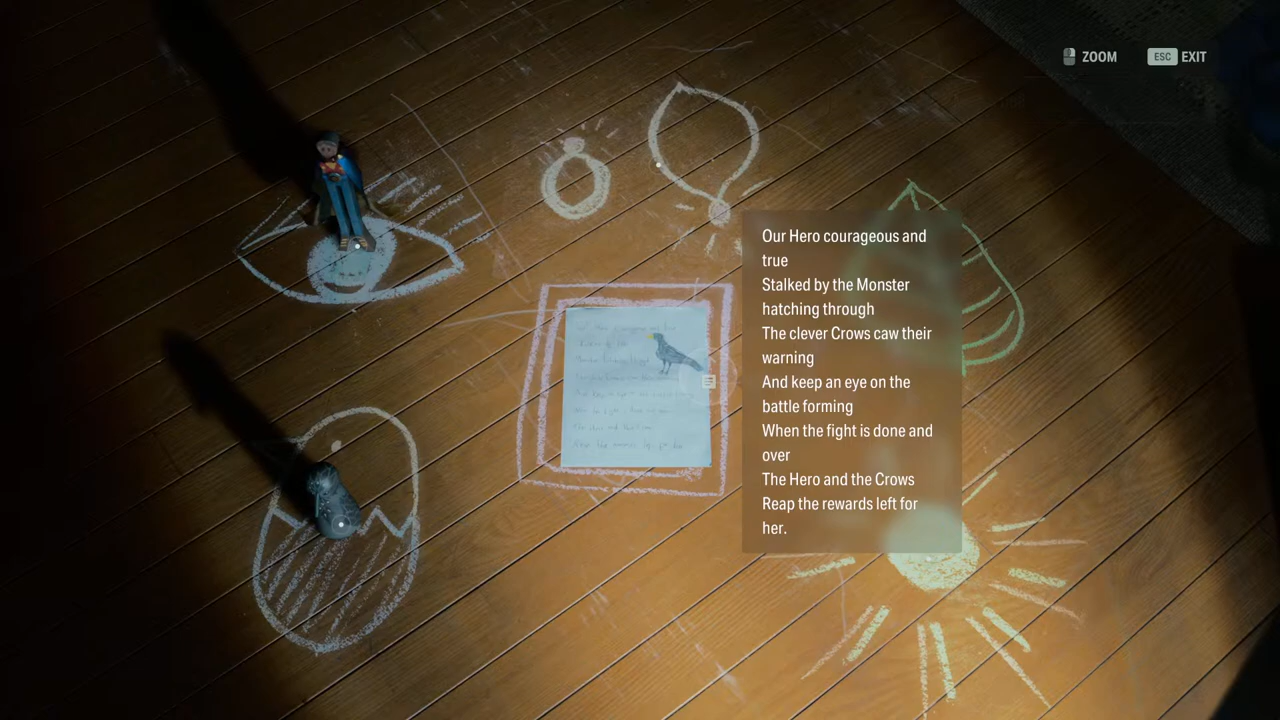 ZOOM
ESC EXIT
Our Hero courageous and
true
Stalked by the Monster
hatching through
The clever Crows caw their
warning
And keep an eye on the
battle forming
When the fight is done and
over
The Hero and the Crows
Reap the rewards left for
her.